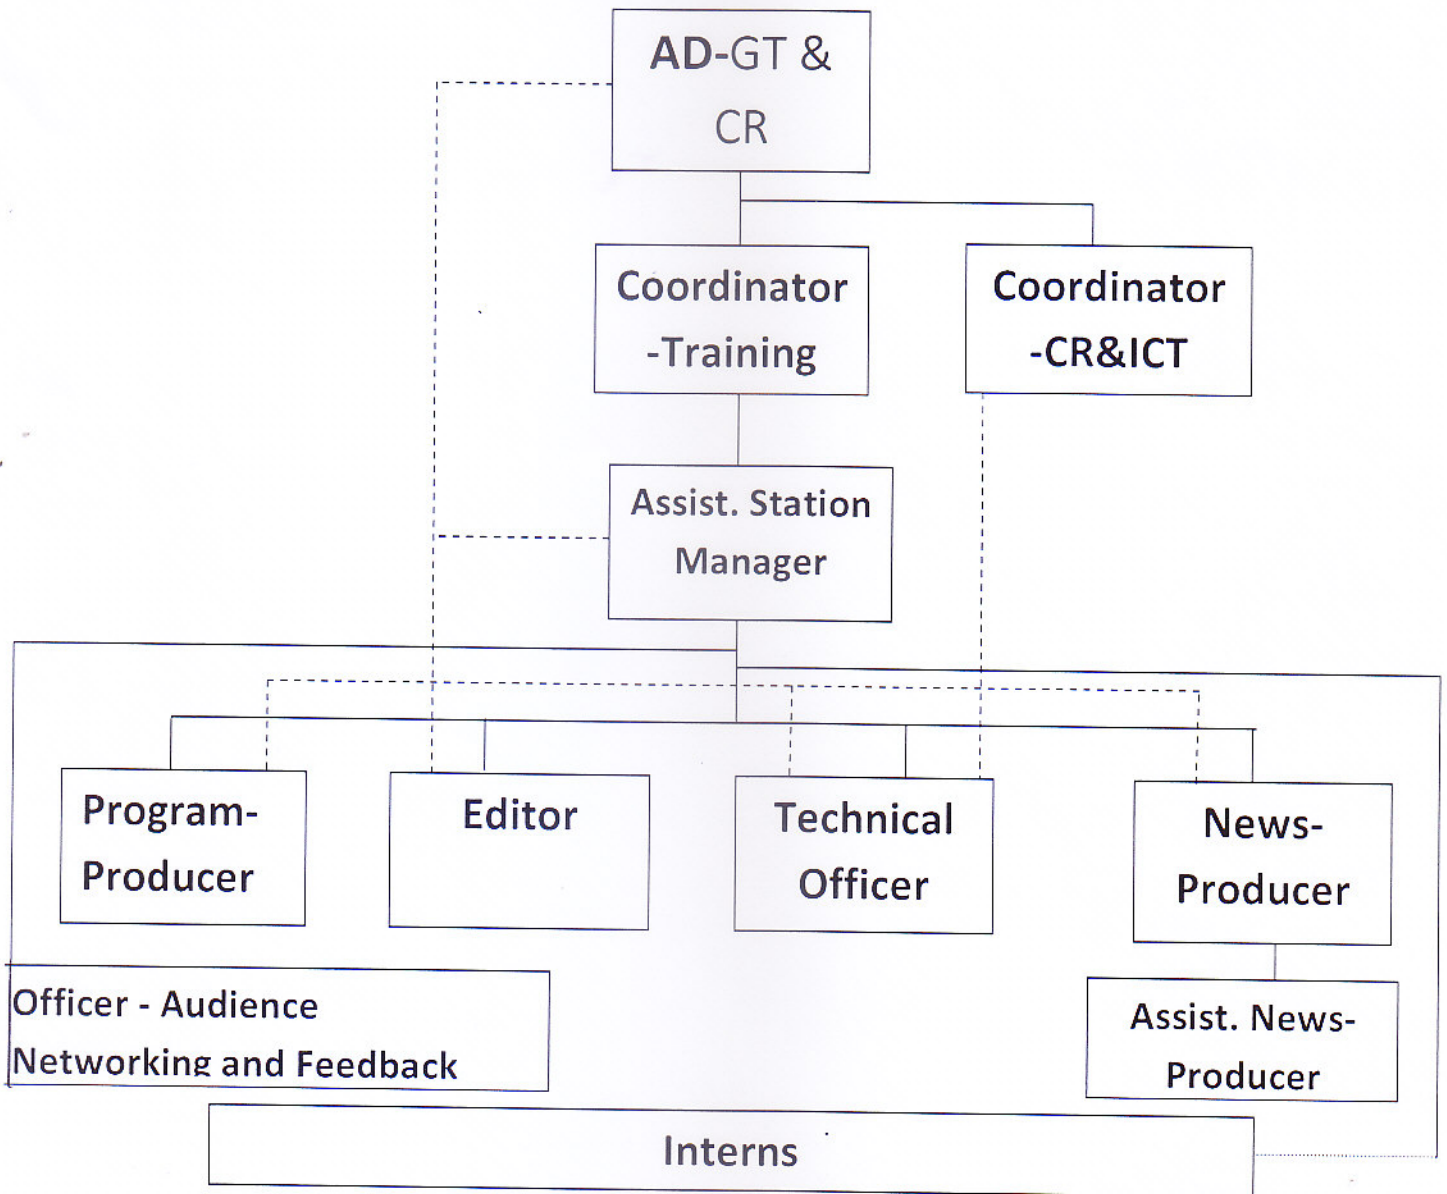 AD-GT &
CR
Coordinator
-Training
Coordinator
-CR&ICT
Assist. Station
Manager
Program-
Producer
Editor
Technical
Officer
News-
Producer
Officer - Audience
Networking and Feedback
Assist. News-
Producer
Interns